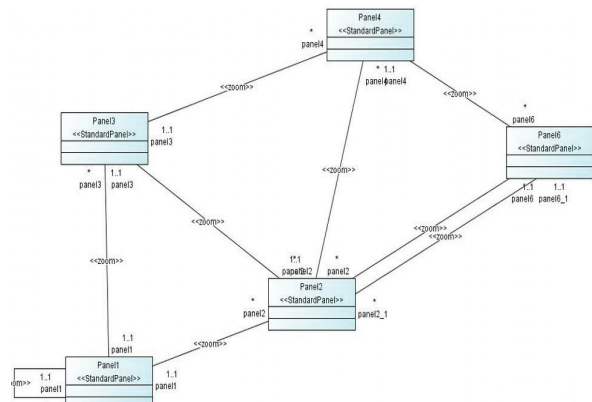 Panel4
<<StandardPanel>>
*
panel4
<<zoom>>
* 1..1
panel4
<<zoom>>
Panel3
<<StandardPanel>>
1..1
panel3
*
panel6
Panel6
<<StandardPanel>>
* 1..1
panel3 panel3
<<zoom>>
1..1 1..1
panel6 panel6_1
<<zoom>>
<<zoom>>
<<zoom>>
<<zoom>>
1..1 *
panel2 panel2
Panel2
<<StandardPanel>>
*
panel2
*
panel2_1
<<zoom>>
1..1
panel1
Panel1
<<StandardPanel>>
1..1
panel1
1..1
panel1
oom>>